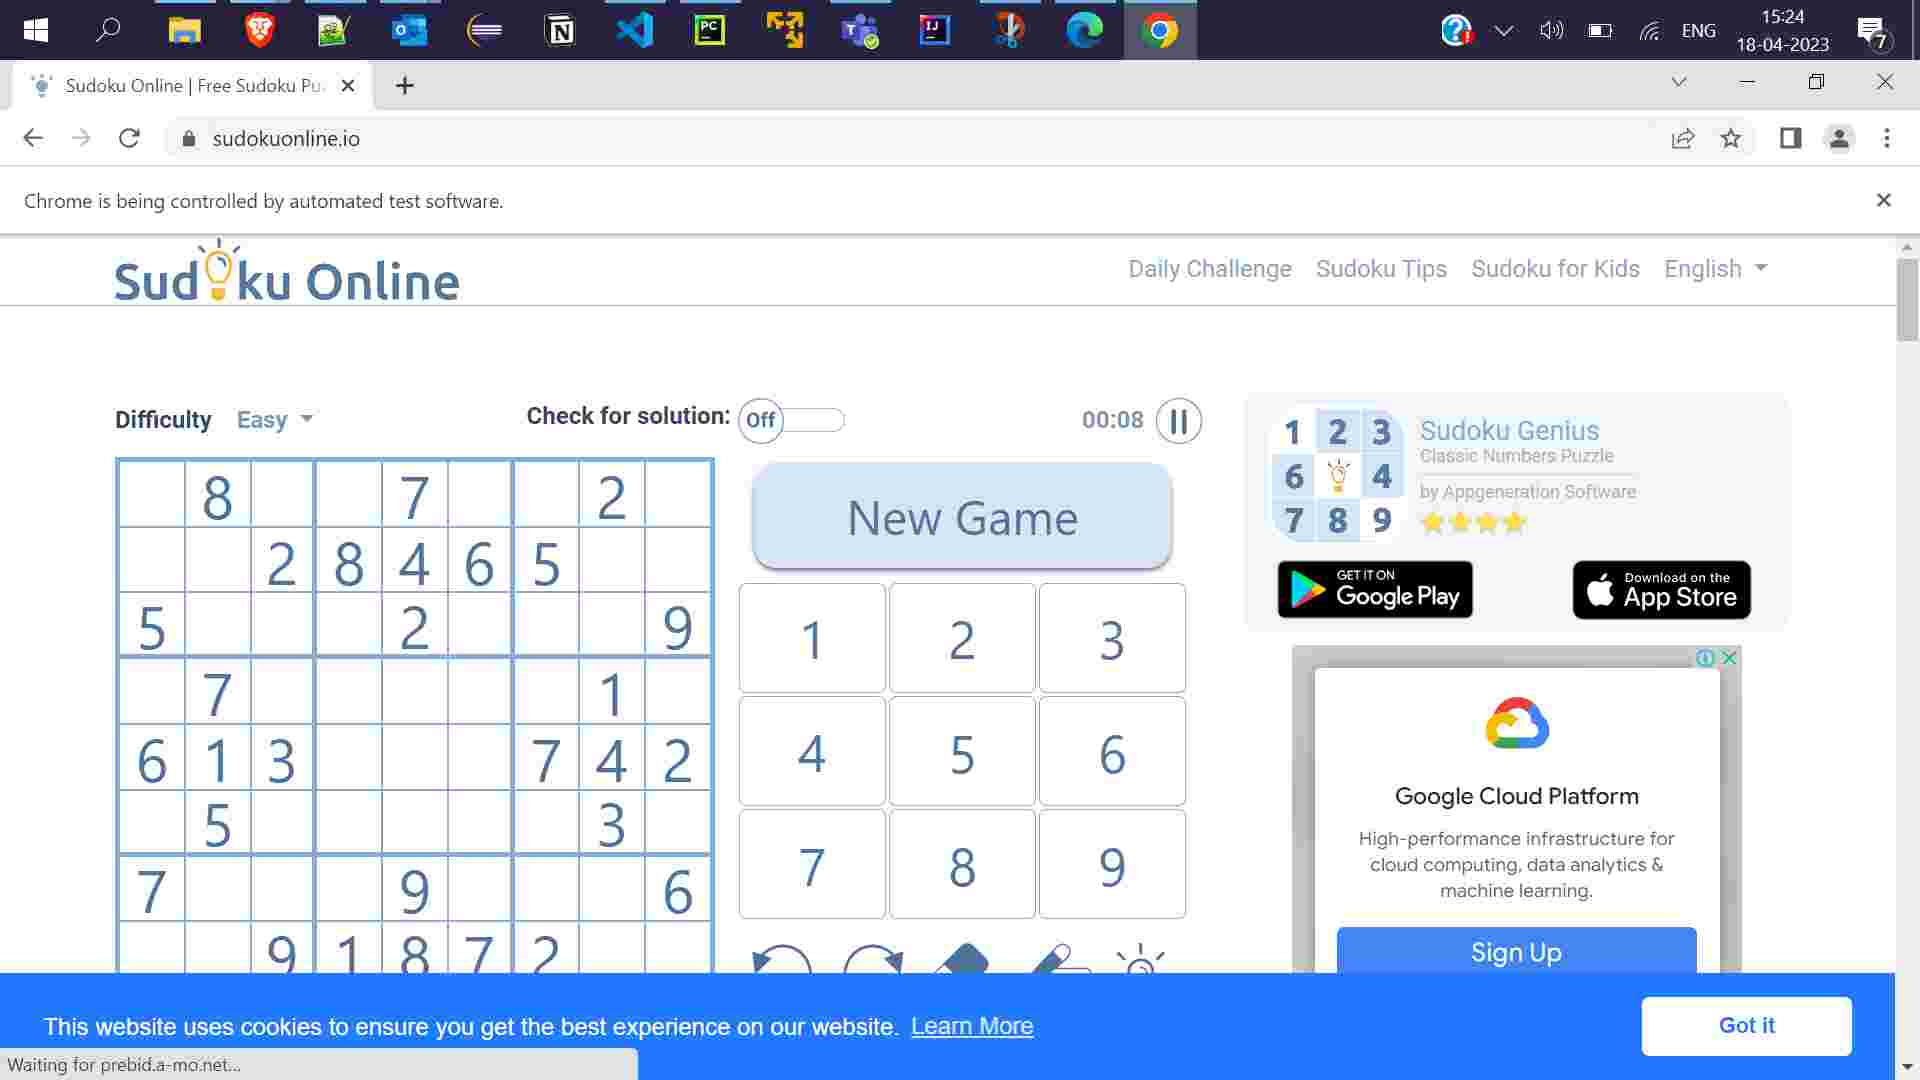 PC
IJ
ENG
15:24
18-04-2023
7
Sudoku Online | Free Sudoku Pu
sudokuonline.io
Chrome is being controlled by automated test software.
Sudoku Online
Daily Challenge Sudoku Tips Sudoku for Kids English
Difficulty Easy
Check for solution: Off
00:08
8 7 2
2 8 4 6 5
5 2 9
7 1
6 1 3 7 4 2
5 3
7 9 6
9 1 8 7 2
New Game
1 2 3
4 5 6
7 8 9
1 2 3
6 4
7 8 9
Sudoku Genius
Classic Numbers Puzzle
by Appgeneration Software
GET IT ON
Google Play
Download on the
App Store
Google Cloud Platform
High-performance infrastructure for
cloud computing, data analytics &
machine learning.
Sign Up
This website uses cookies to ensure you get the best experience on our website. Learn More
Got it
Waiting for prebid.a-mo.net...